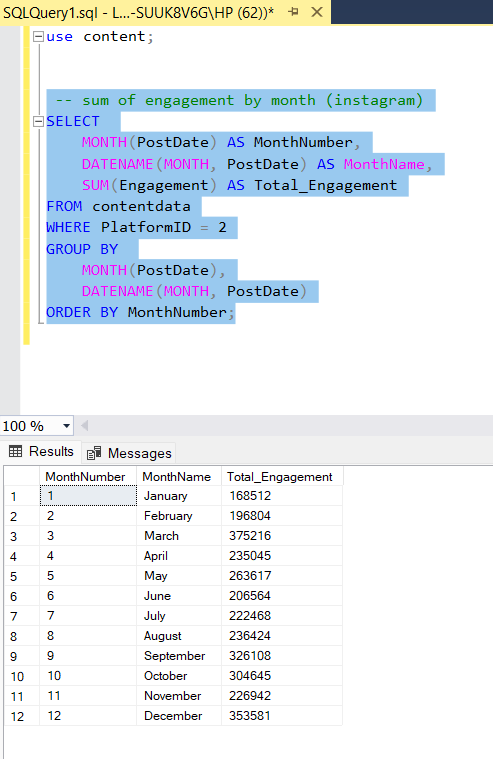 SQLQuery1.sql - L...-SUUK8V6G\HP (62))*
use content;
-- sum of engagement by month (instagram)
SELECT
MONTH(PostDate) AS MonthNumber,
DATENAME(MONTH, PostDate) AS MonthName,
SUM(Engagement) AS Total_Engagement
FROM contentdata
WHERE PlatformID = 2
GROUP BY
MONTH(PostDate),
DATENAME(MONTH, PostDate)
ORDER BY MonthNumber;
100 %
Results Messages
MonthNumber MonthName Total_Engagement
1 1 January 168512
2 2 February 196804
3 3 March 375216
4 4 April 235045
5 5 May 263617
6 6 June 206564
7 7 July 222468
8 8 August 236424
9 9 September 326108
10 10 October 304645
11 11 November 226942
12 12 December 353581